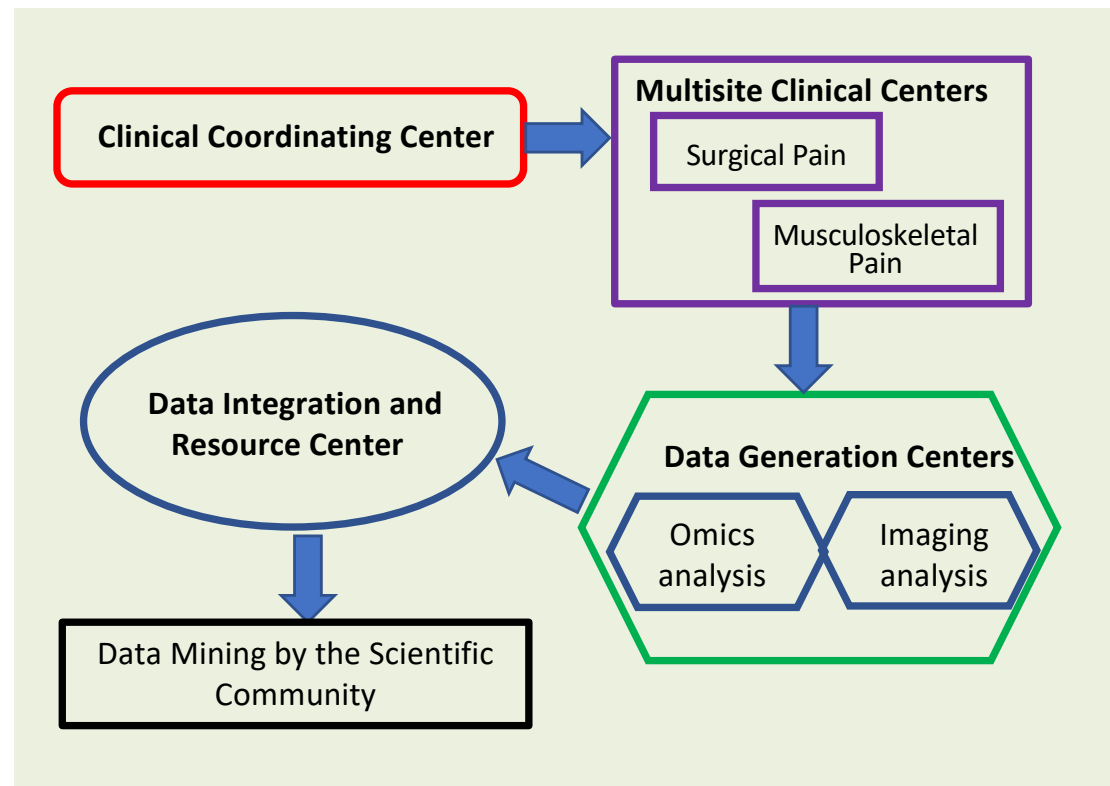 Clinical Coordinating Center
Multisite Clinical Centers
Surgical Pain
Musculoskeletal
Pain
Data Generation Centers
Omics
analysis
Imaging
analysis
Data Integration and
Resource Center
Data Mining by the Scientific
Community